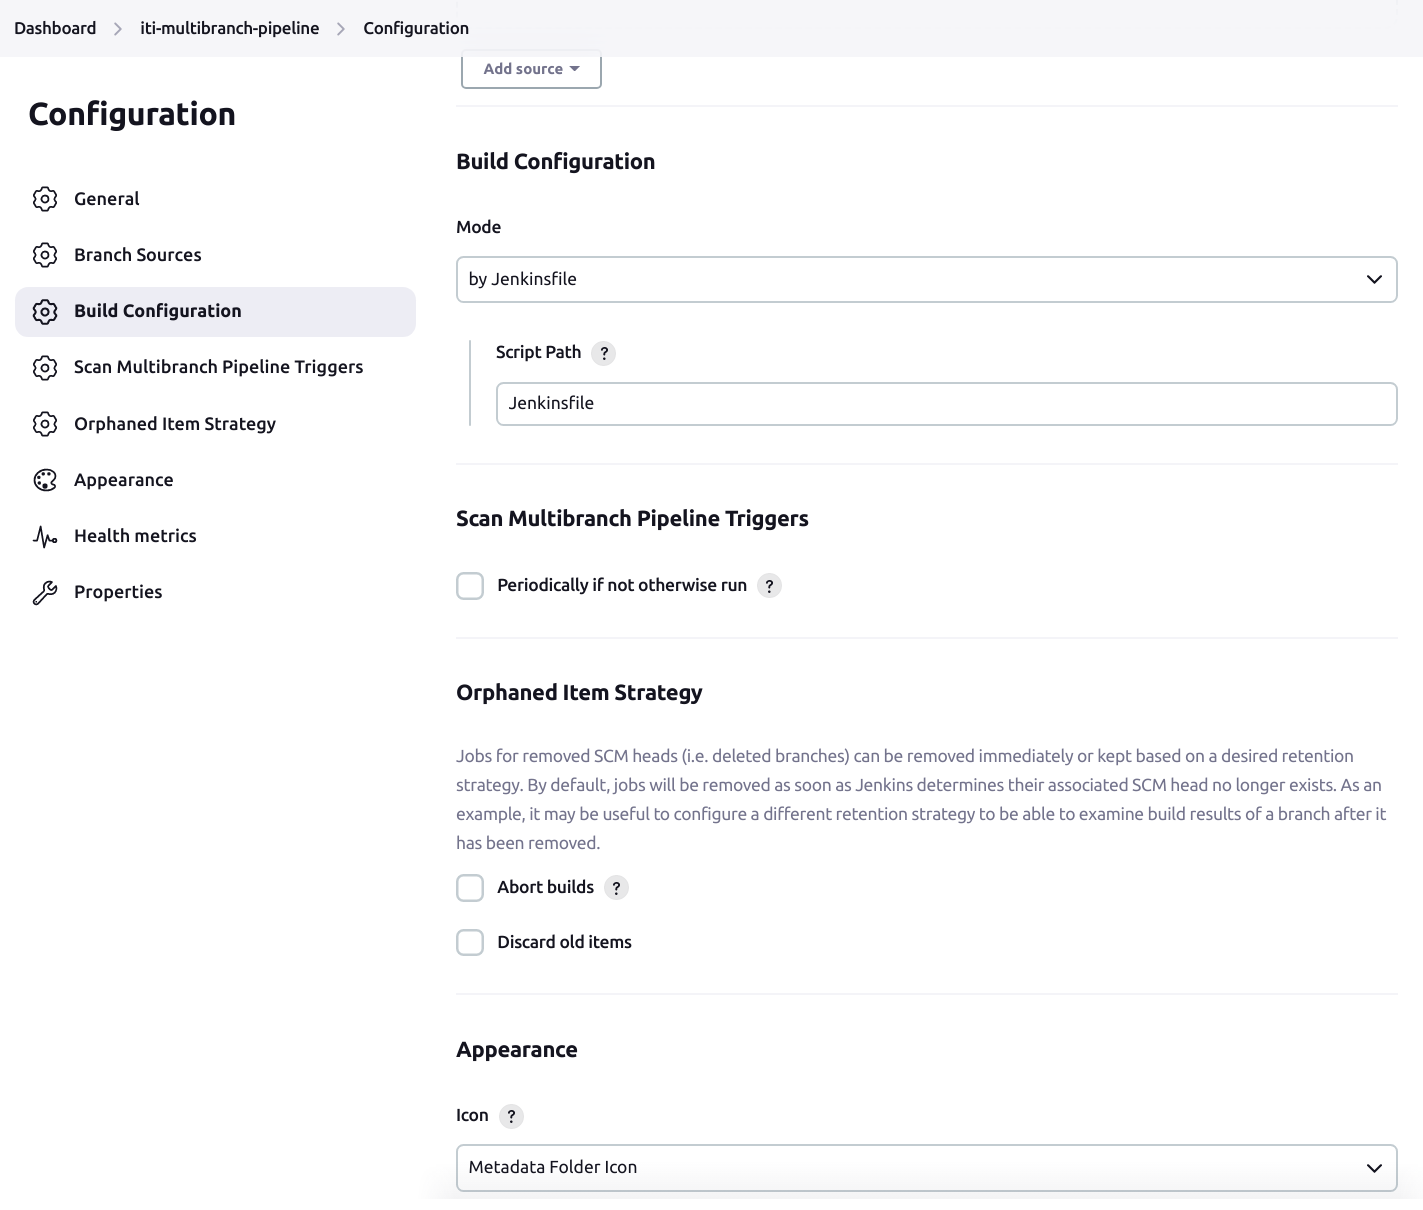 Dashboard > iti-multibranch-pipeline > Configuration
Add source
Configuration
General
Branch Sources
Build Configuration
Scan Multibranch Pipeline Triggers
Orphaned Item Strategy
Appearance
Health metrics
Properties
Build Configuration
Mode
by Jenkinsfile
Script Path ?
Jenkinsfile
Scan Multibranch Pipeline Triggers
Periodically if not otherwise run ?
Orphaned Item Strategy
Jobs for removed SCM heads (i.e. deleted branches) can be removed immediately or kept based on a desired retention
strategy. By default, jobs will be removed as soon as Jenkins determines their associated SCM head no longer exists. As an
example, it may be useful to configure a different retention strategy to be able to examine build results of a branch after it
has been removed.
Abort builds ?
Discard old items
Appearance
Icon ?
Metadata Folder Icon